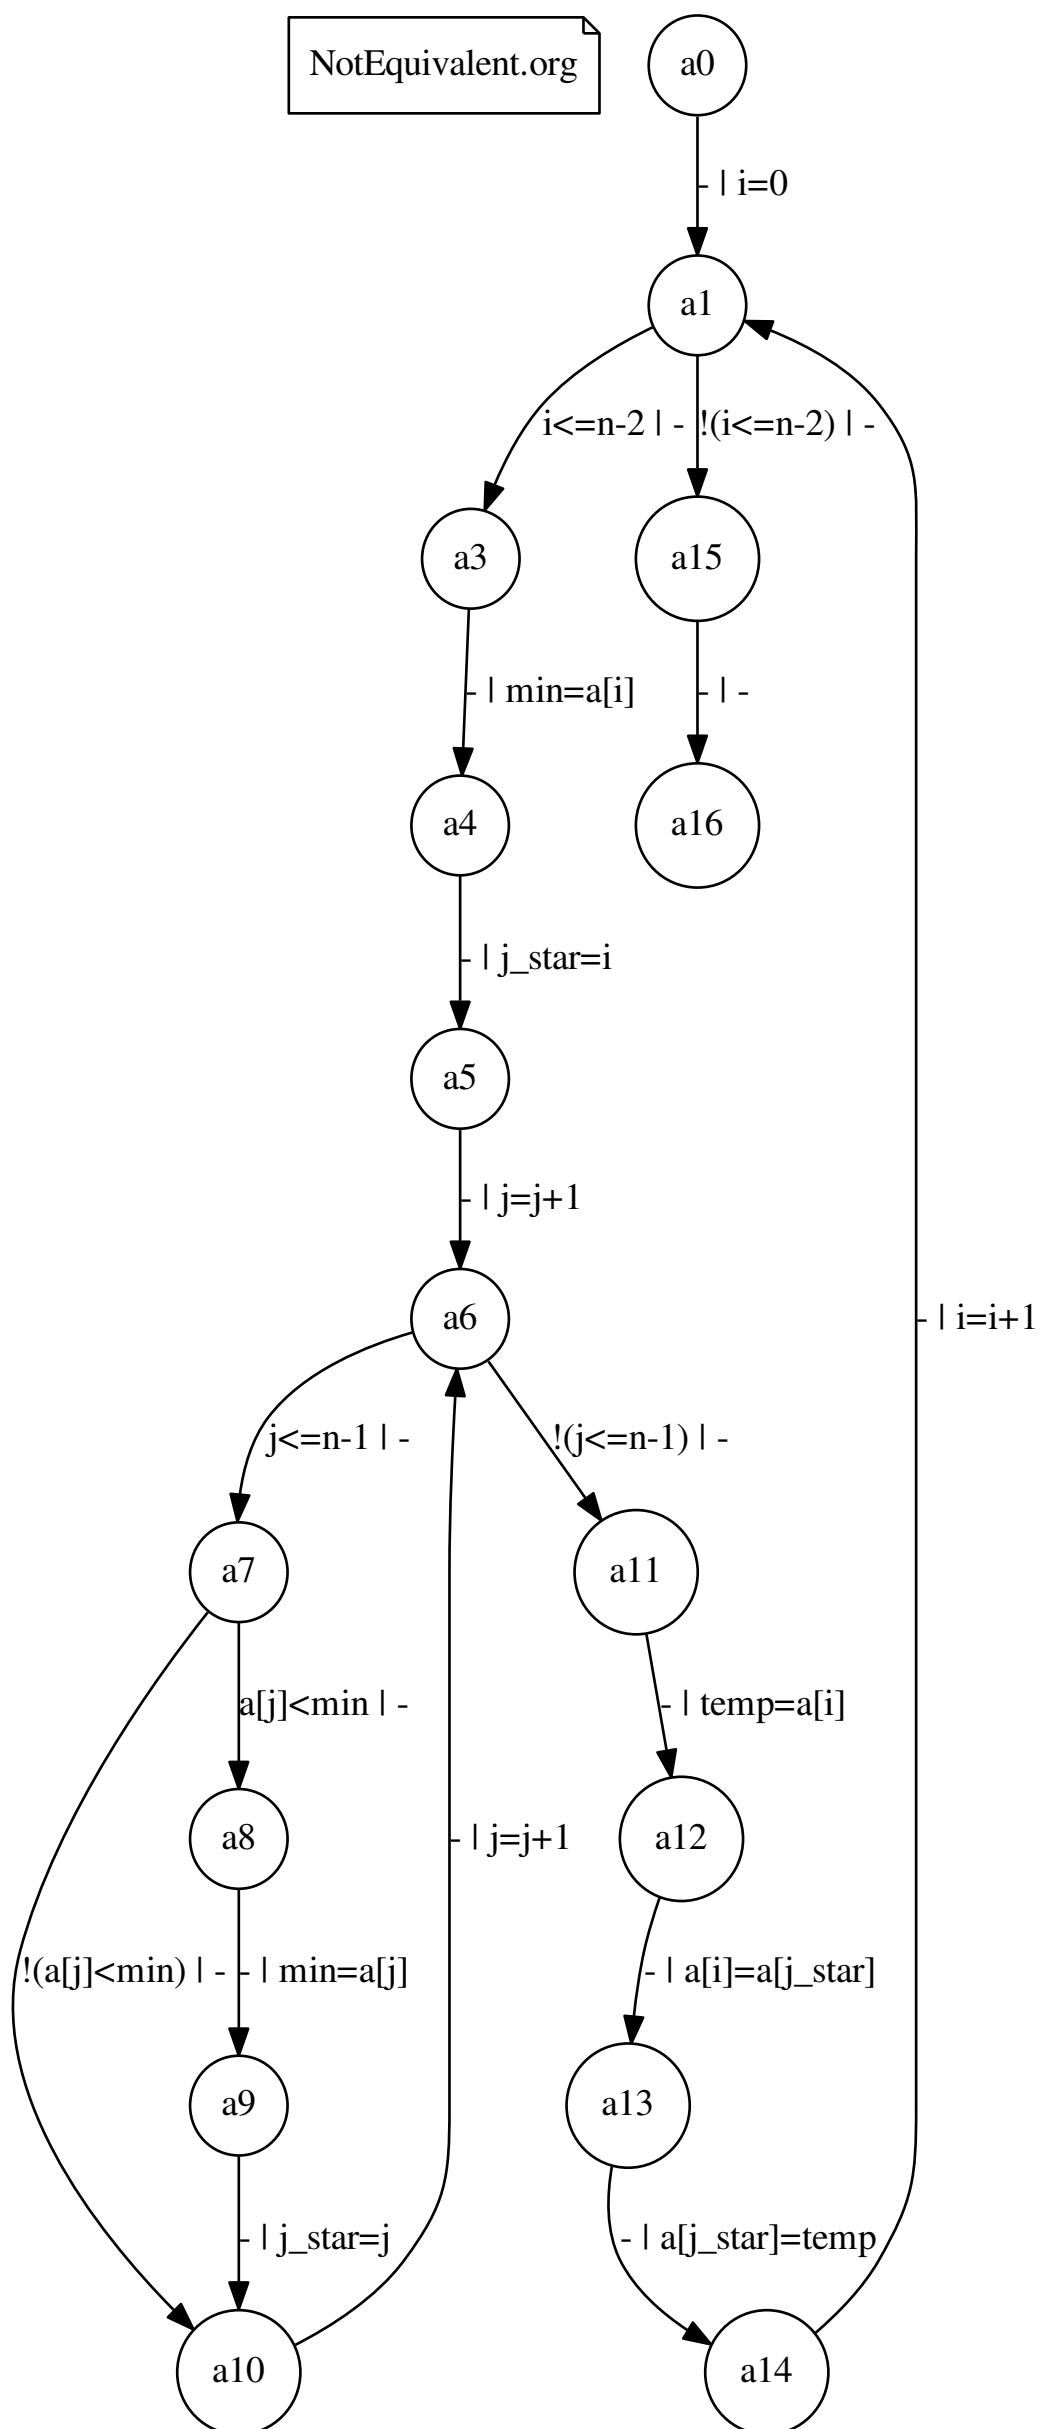 NotEquivalent.org
a0
- | i=0
a1
i<=n-2 | -
!(i<=n-2) | -
a3
a15
- | min=a[i]
- | -
a4
a16
- | j_star=i
a5
- | j=j+1
a6
- | i=i+1
j<=n-1 | -
!(j<=n-1) | -
a7
a11
a[j]<min | -
- | temp=a[i]
a8
- | j=j+1
a12
!(a[j]<min) | -
- | min=a[j]
- | a[i]=a[j_star]
a9
a13
- | j_star=j
- | a[j_star]=temp
a10
a14